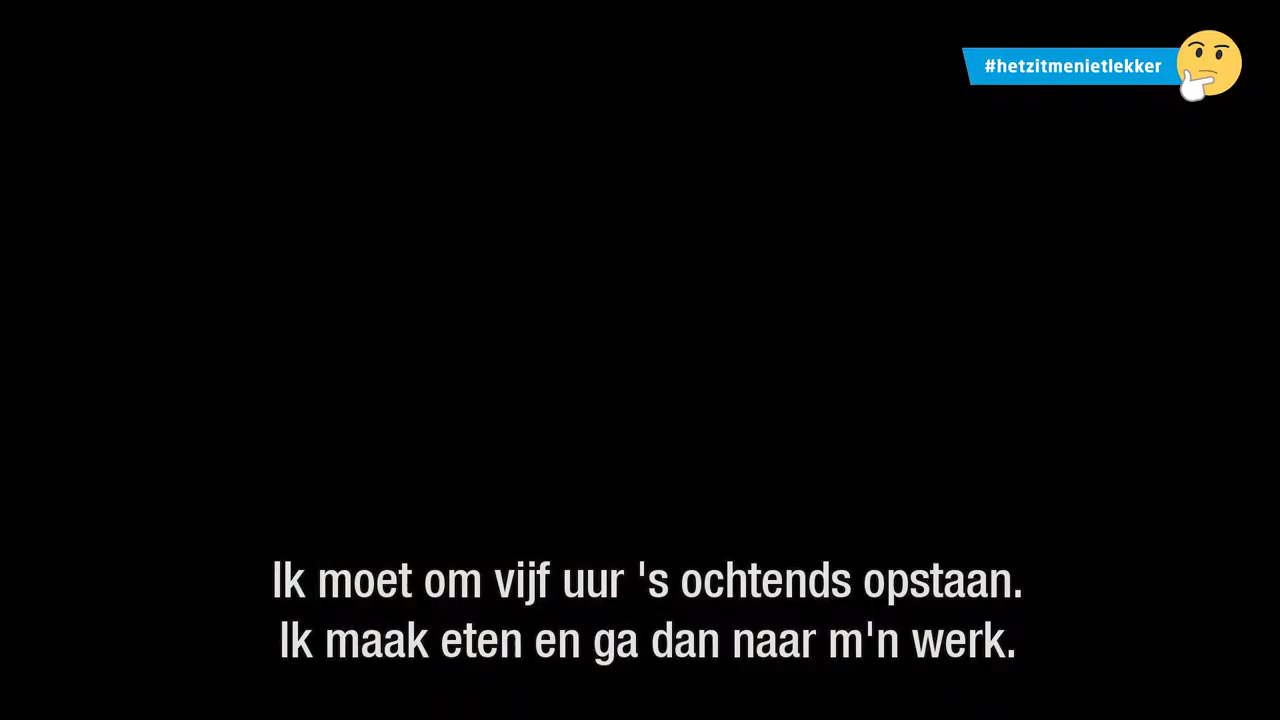 #hetzitmenietlekker
Ik moet om vijf uur 's ochtends opstaan.
Ik maak eten en ga dan naar m'n werk.